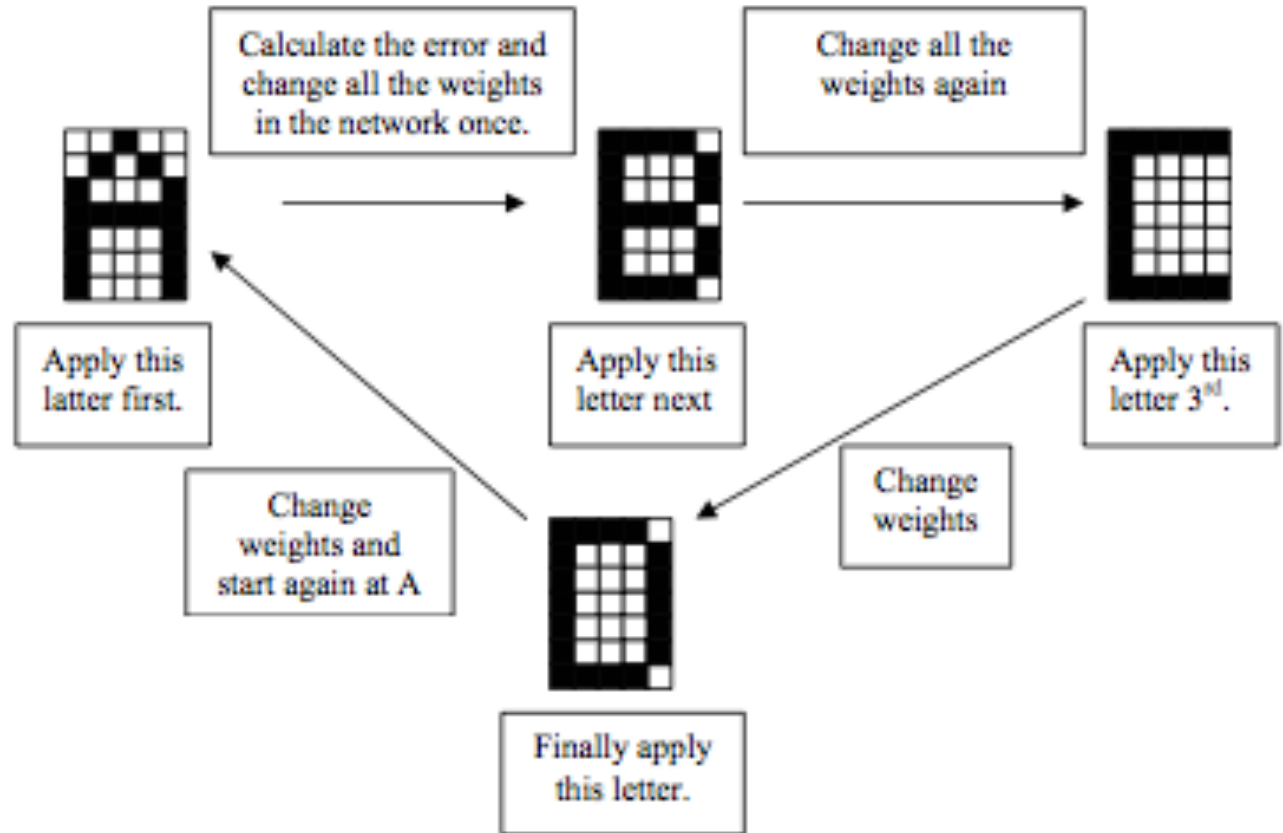 Calculate the error and
change all the weights
in the network once.
Change all the
weights again
Apply this
latter first.
Apply this
letter next
Apply this
letter 3rd.
Change
weights and
start again at A
Change
weights
Finally apply
this letter.